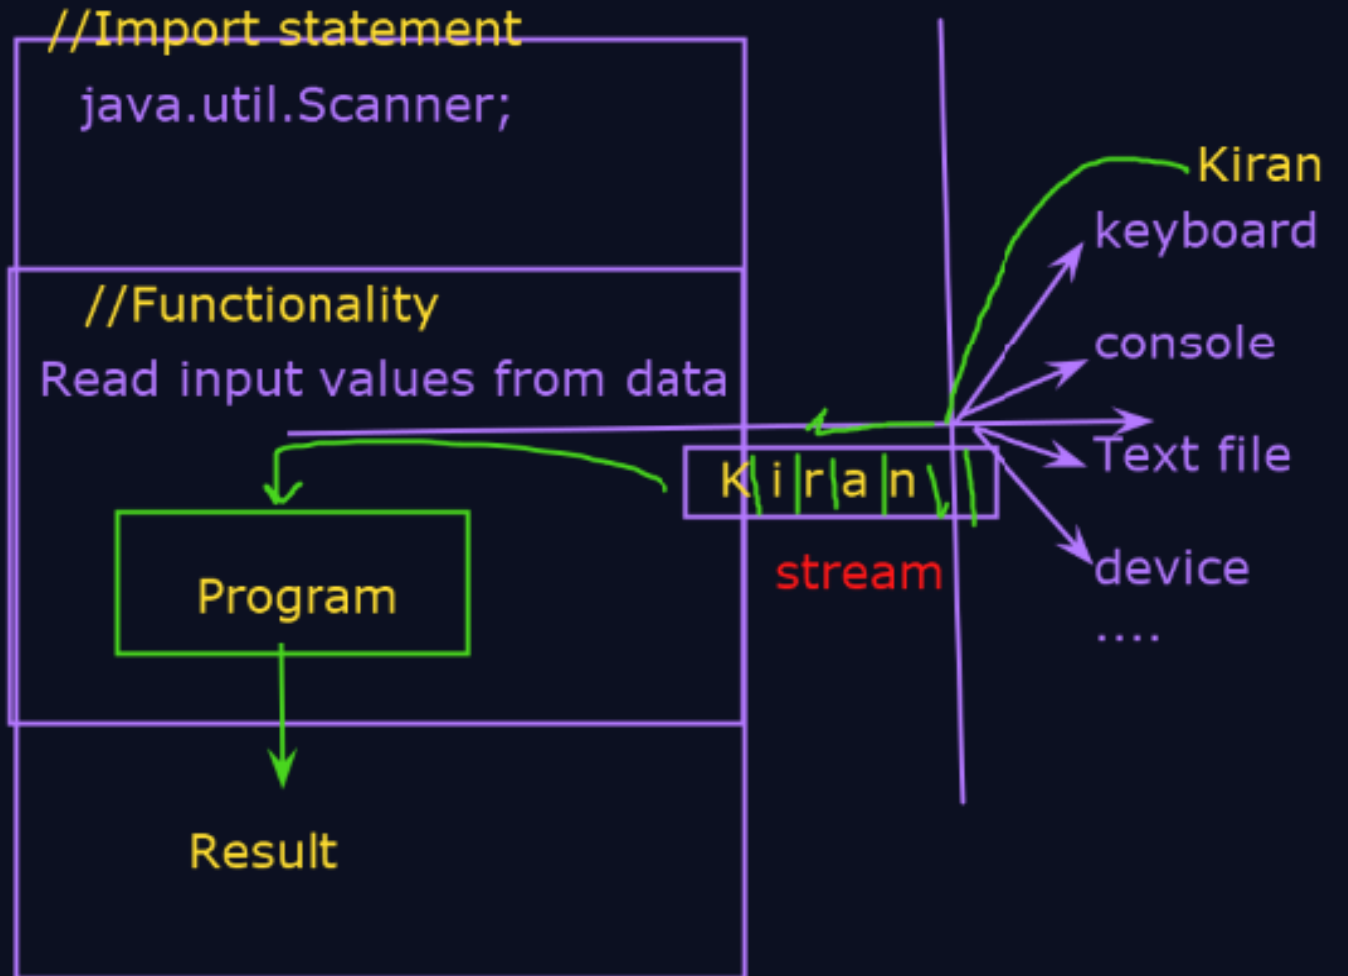 //Import statement
java.util.Scanner;
//Functionality
Read input values from data
Program
Result
Kiran
keyboard
console
Text file
device
....
K i r a n
stream